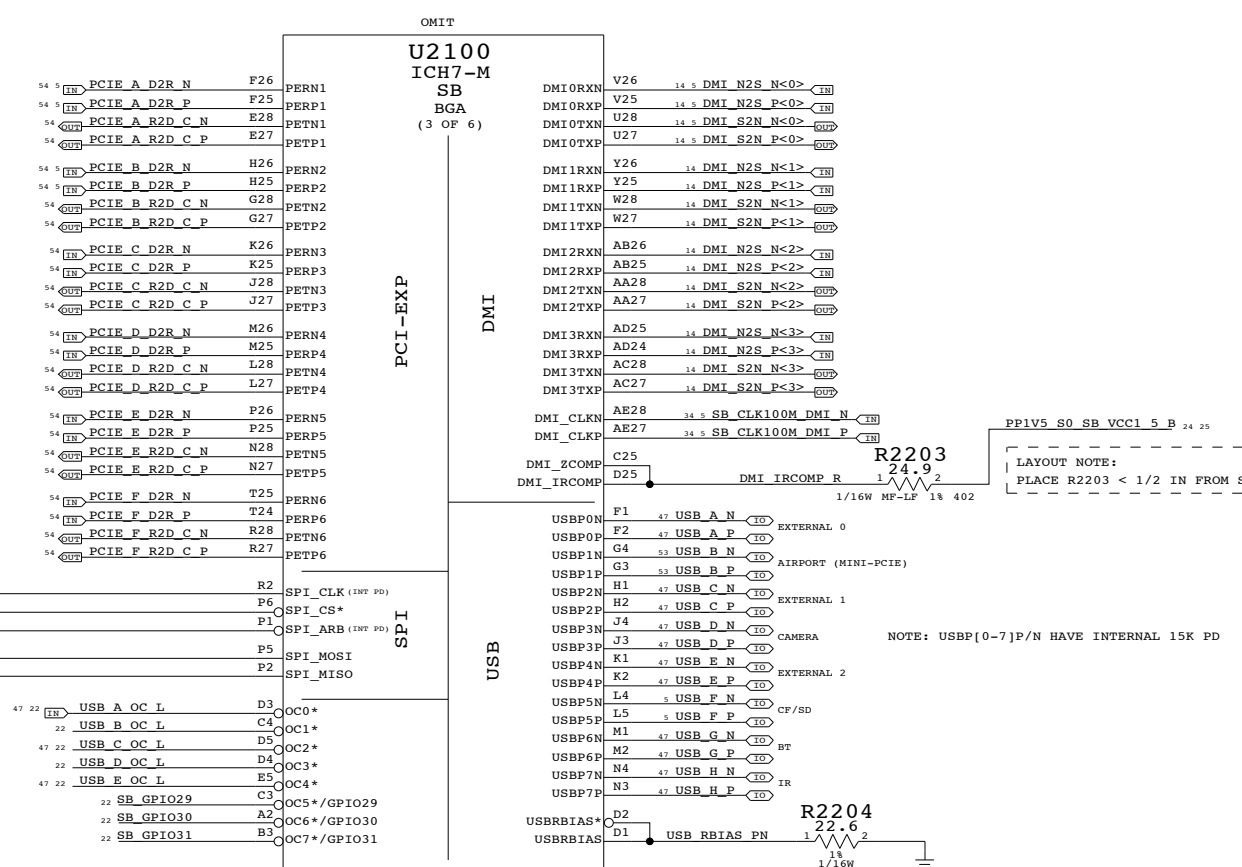 OMIT
U2100
ICH7-M
SB
BGA
(3 OF 6)
PCI-EXP
DMI
SPI
USB
54 5 IN PCIE_A_D2R_N F26 PERN1
54 5 IN PCIE_A_D2R_P F25 PERP1
54 OUT PCIE_A_R2D_C_N E28 PETN1
54 OUT PCIE_A_R2D_C_P E27 PETP1
54 5 IN PCIE_B_D2R_N H26 PERN2
54 5 IN PCIE_B_D2R_P H25 PERP2
54 OUT PCIE_B_R2D_C_N G28 PETN2
54 OUT PCIE_B_R2D_C_P G27 PETP2
54 IN PCIE_C_D2R_N K26 PERN3
54 IN PCIE_C_D2R_P K25 PERP3
54 OUT PCIE_C_R2D_C_N J28 PETN3
54 OUT PCIE_C_R2D_C_P J27 PETP3
54 IN PCIE_D_D2R_N M26 PERN4
54 IN PCIE_D_D2R_P M25 PERP4
54 OUT PCIE_D_R2D_C_N L28 PETN4
54 OUT PCIE_D_R2D_C_P L27 PETP4
54 IN PCIE_E_D2R_N P26 PERN5
54 IN PCIE_E_D2R_P P25 PERP5
54 OUT PCIE_E_R2D_C_N N28 PETN5
54 OUT PCIE_E_R2D_C_P N27 PETP5
54 IN PCIE_F_D2R_N T25 PERN6
54 IN PCIE_F_D2R_P T24 PERP6
54 OUT PCIE_F_R2D_C_N R28 PETN6
54 OUT PCIE_F_R2D_C_P R27 PETP6
R2 SPI_CLK (INT PD)
P6 SPI_CS*
P1 SPI_ARB (INT PD)
P5 SPI_MOSI
P2 SPI_MISO
47 22 IN USB_A_OC_L D3 OC0*
22 USB_B_OC_L C4 OC1*
47 22 USB_C_OC_L D5 OC2*
22 USB_D_OC_L D4 OC3*
47 22 USB_E_OC_L E5 OC4*
22 SB_GPIO29 C3 OC5*/GPIO29
22 SB_GPIO30 A2 OC6*/GPIO30
22 SB_GPIO31 B3 OC7*/GPIO31
DMI0RXN V26 14 5 DMI_N2S_N<0> IN
DMI0RXP V25 14 5 DMI_N2S_P<0> IN
DMI0TXN U28 14 5 DMI_S2N_N<0> OUT
DMI0TXP U27 14 5 DMI_S2N_P<0> OUT
DMI1RXN Y26 14 DMI_N2S_N<1> IN
DMI1RXP Y25 14 DMI_N2S_P<1> IN
DMI1TXN W28 14 DMI_S2N_N<1> OUT
DMI1TXP W27 14 DMI_S2N_P<1> OUT
DMI2RXN AB26 14 DMI_N2S_N<2> IN
DMI2RXP AB25 14 DMI_N2S_P<2> IN
DMI2TXN AA28 14 DMI_S2N_N<2> OUT
DMI2TXP AA27 14 DMI_S2N_P<2> OUT
DMI3RXN AD25 14 DMI_N2S_N<3> IN
DMI3RXP AD24 14 DMI_N2S_P<3> IN
DMI3TXN AC28 14 DMI_S2N_N<3> OUT
DMI3TXP AC27 14 DMI_S2N_P<3> OUT
DMI_CLKN AE28 34 5 SB_CLK100M_DMI_N IN
DMI_CLKP AE27 34 5 SB_CLK100M_DMI_P IN
DMI_ZCOMP C25
DMI_IRCOMP D25 DMI_IRCOMP_R
R2203
24.9
1 2
1/16W MF-LF 1% 402
PP1V5_S0_SB_VCC1_5_B 24 25
LAYOUT NOTE:
PLACE R2203 < 1/2 IN FROM S
USBP0N F1 47 USB_A_N IO
USBP0P F2 47 USB_A_P IO
EXTERNAL 0
USBP1N G4 53 USB_B_N IO
USBP1P G3 53 USB_B_P IO
AIRPORT (MINI-PCIE)
USBP2N H1 47 USB_C_N IO
USBP2P H2 47 USB_C_P IO
EXTERNAL 1
USBP3N J4 47 USB_D_N IO
USBP3P J3 47 USB_D_P IO
CAMERA
NOTE: USBP[0-7]P/N HAVE INTERNAL 15K PD
USBP4N K1 47 USB_E_N IO
USBP4P K2 47 USB_E_P IO
EXTERNAL 2
USBP5N L4 5 USB_F_N IO
USBP5P L5 5 USB_F_P IO
CF/SD
USBP6N M1 47 USB_G_N IO
USBP6P M2 47 USB_G_P IO
BT
USBP7N N4 47 USB_H_N IO
USBP7P N3 47 USB_H_P IO
IR
USBRBIAS* D2
USBRBIAS D1 USB_RBIAS_PN
R2204
22.6
1 2
1%
1/16W